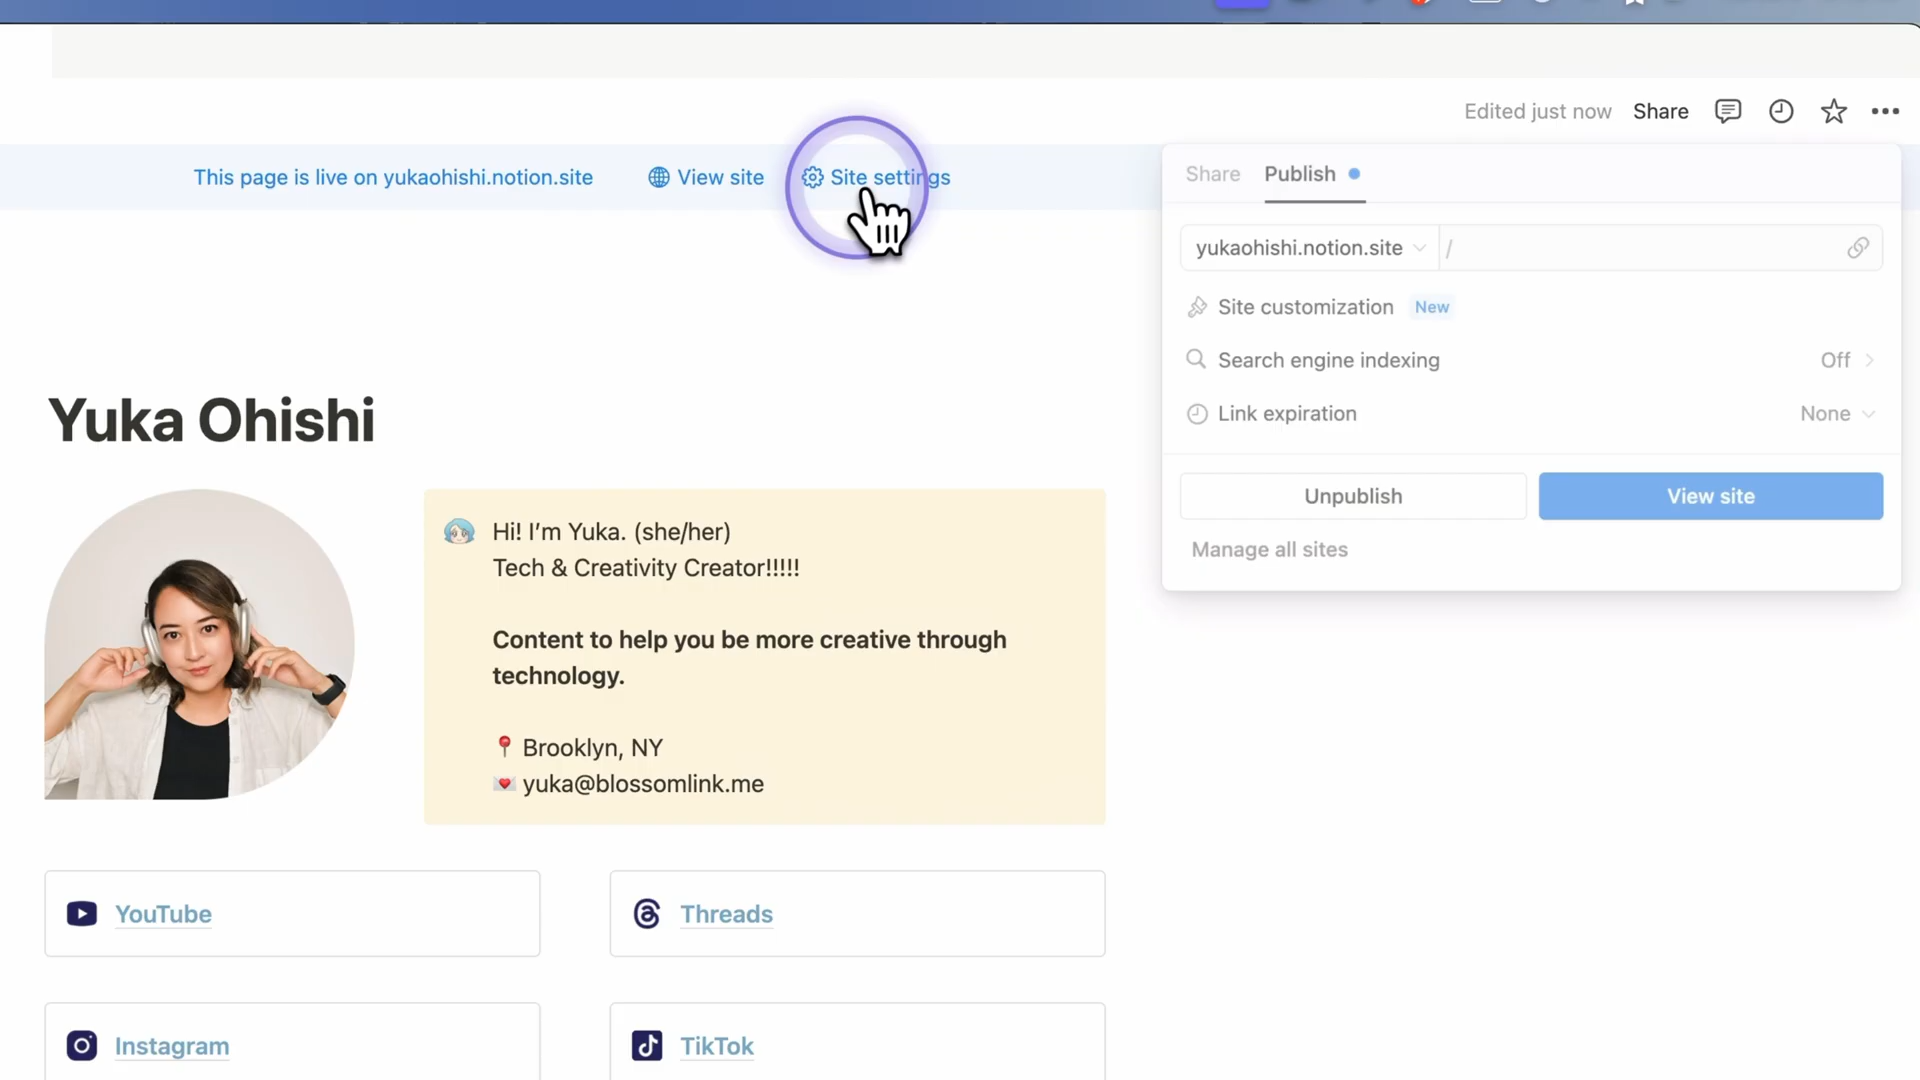 Edited just now Share
This page is live on yukaohishi.notion.site View site Site settings
Share Publish
yukaohishi.notion.site /
Site customization New
Search engine indexing Off
Link expiration None
Unpublish View site
Manage all sites
Yuka Ohishi
Hi! I’m Yuka. (she/her)
Tech & Creativity Creator!!!!!
Content to help you be more creative through
technology.
Brooklyn, NY
yuka@blossomlink.me
YouTube
Threads
Instagram
TikTok